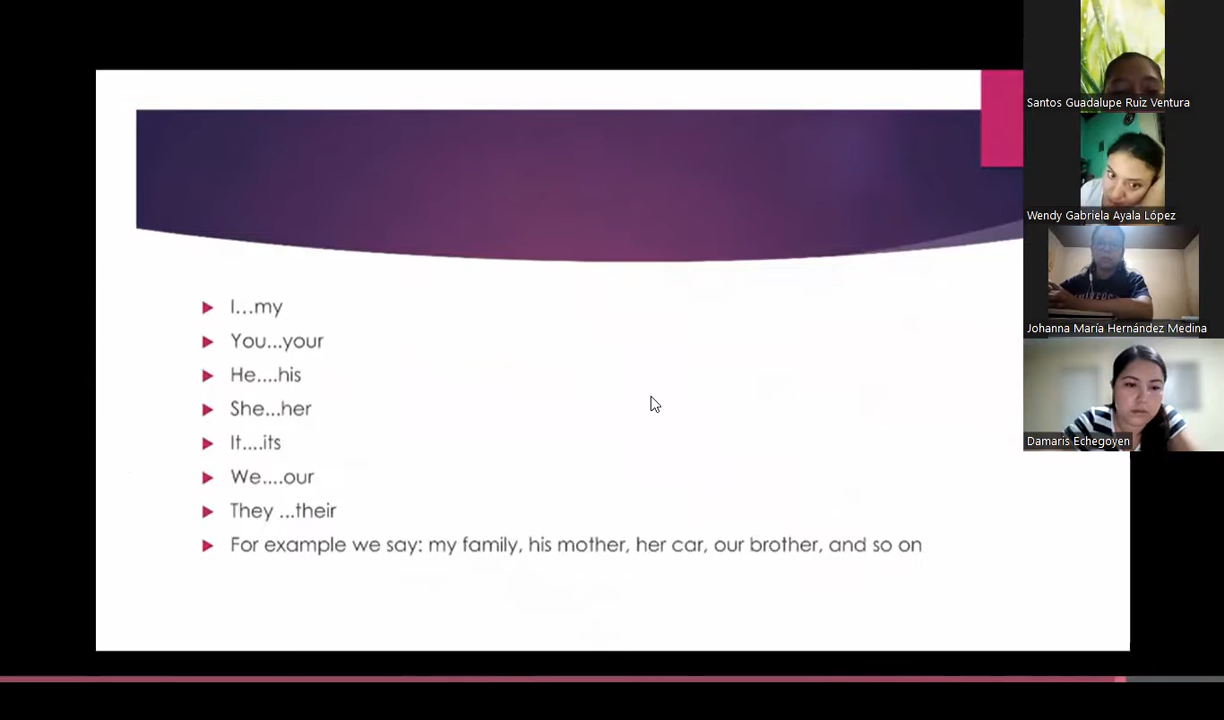 I...my
You...your
He....his
She...her
It....its
We....our
They ...their
For example we say: my family, his mother, her car, our brother, and so on
Santos Guadalupe Ruiz Ventura
Wendy Gabriela Ayala López
Johanna María Hernández Medina
Damaris Echegoyen